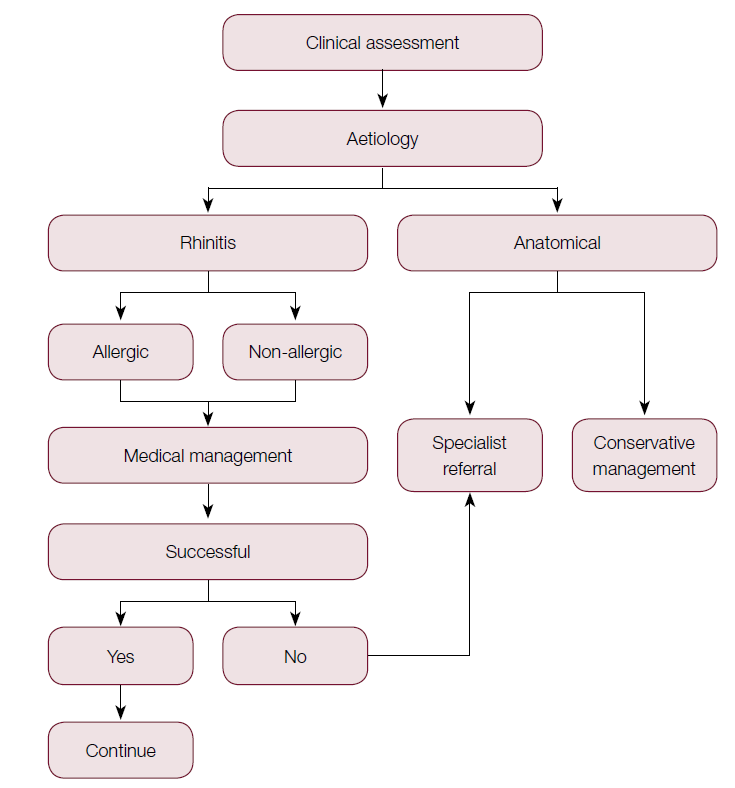 Clinical assessment
Aetiology
Rhinitis
Anatomical
Allergic
Non-allergic
Medical management
Specialist
referral
Conservative
management
Successful
Yes
No
Continue